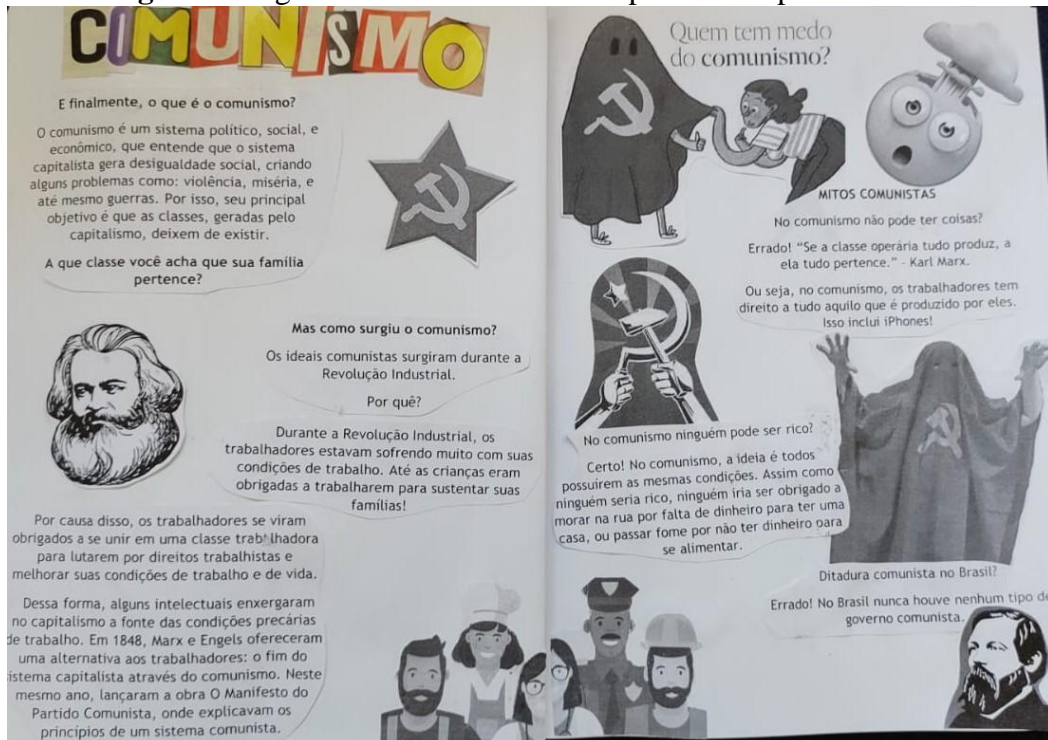 COMUNISMO
E finalmente, o que é o comunismo?
O comunismo é um sistema político, social, e
econômico, que entende que o sistema
capitalista gera desigualdade social, criando
alguns problemas como: violência, miséria, e
até mesmo guerras. Por isso, seu principal
objetivo é que as classes, geradas pelo
capitalismo, deixem de existir.
A que classe você acha que sua família
pertence?
Mas como surgiu o comunismo?
Os ideais comunistas surgiram durante a
Revolução Industrial.
Por quê?
Durante a Revolução Industrial, os
trabalhadores estavam sofrendo muito com suas
condições de trabalho. Até as crianças eram
obrigadas a trabalharem para sustentar suas
famílias!
Por causa disso, os trabalhadores se viram
obrigados a se unir em uma classe trabalhadora
para lutarem por direitos trabalhistas e
melhorar suas condições de trabalho e de vida.
Dessa forma, alguns intelectuais enxergaram
no capitalismo a fonte das condições precárias
de trabalho. Em 1848, Marx e Engels ofereceram
uma alternativa aos trabalhadores: o fim do
sistema capitalista através do comunismo. Neste
mesmo ano, lançaram a obra O Manifesto do
Partido Comunista, onde explicavam os
princípios de um sistema comunista.
Quem tem medo
do comunismo?
MITOS COMUNISTAS
No comunismo não pode ter coisas?
Errado! "Se a classe operária tudo produz, a
ela tudo pertence." - Karl Marx.
Ou seja, no comunismo, os trabalhadores tem
direito a tudo aquilo que é produzido por eles.
Isso inclui iPhones!
No comunismo ninguém pode ser rico?
Certo! No comunismo, a ideia é todos
possuirem as mesmas condições. Assim como
ninguém seria rico, ninguém iria ser obrigado a
morar na rua por falta de dinheiro para ter uma
casa, ou passar fome por não ter dinheiro para
se alimentar.
Ditadura comunista no Brasil?
Errado! No Brasil nunca houve nenhum tipo de
governo comunista.